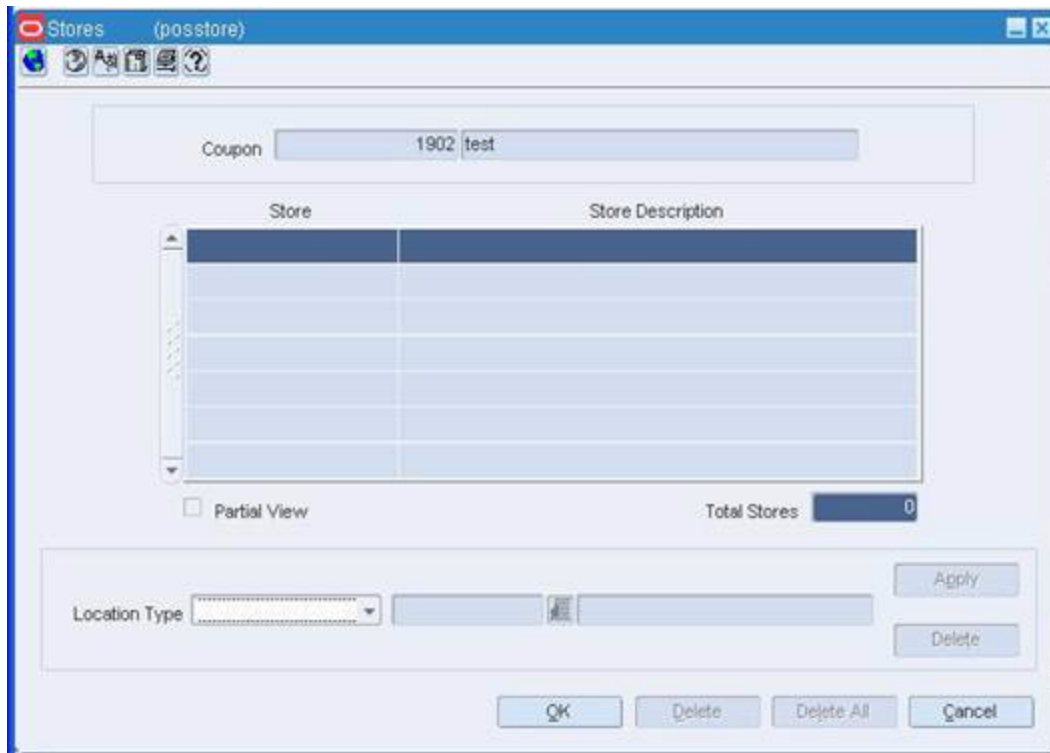 Stores (posstore)
Coupon 1902 test
Store Store Description
Partial View Total Stores 0
Apply
Location Type
Delete
OK Delete Delete All Cancel